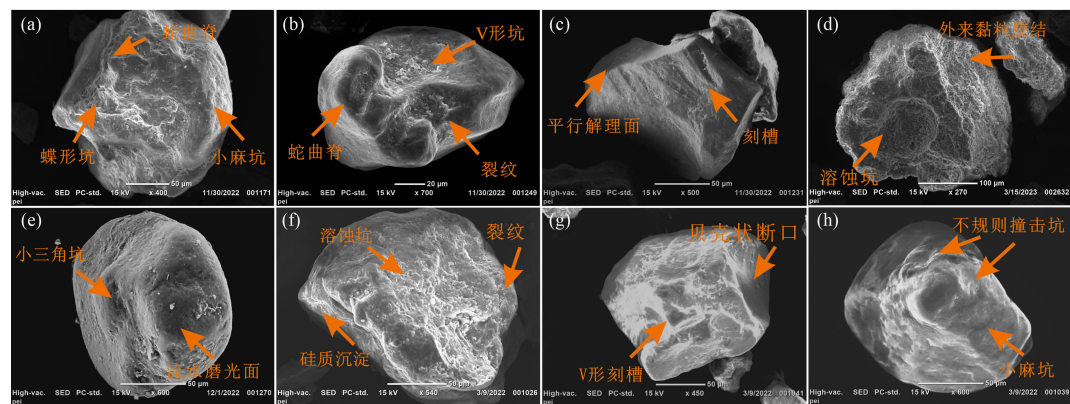 (a)
蛇曲脊
蝶形坑
小麻坑
50 μm
High-vac. SED PC-std. 15 kV x 400 11/30/2022 001171
pei
(b)
V形坑
蛇曲脊
裂纹
20 μm
High-vac. SED PC-std. 15 kV x 700 11/30/2022 001249
pei
(c)
平行解理面
刻槽
50 μm
High-vac. SED PC-std. 15 kV x 500 11/30/2022 001231
pei
(d)
外来黏粒胶结
溶蚀坑
100 μm
High-vac. SED PC-std. 15 kV x 270 3/15/2023 002632
pei
(e)
小三角坑
水磨光面
50 μm
High-vac. SED PC-std. 15 kV x 600 12/1/2022 001270
pei
(f)
溶蚀坑
裂纹
硅质沉淀
50 μm
High-vac. SED PC-std. 15 kV x 540 3/9/2022 001026
pei
(g)
贝壳状断口
V形刻槽
50 μm
High-vac. SED PC-std. 15 kV x 450 3/9/2022 001041
pei
(h)
不规则撞击坑
小麻坑
50 μm
High-vac. SED PC-std. 15 kV x 600 3/9/2022 001039
pei